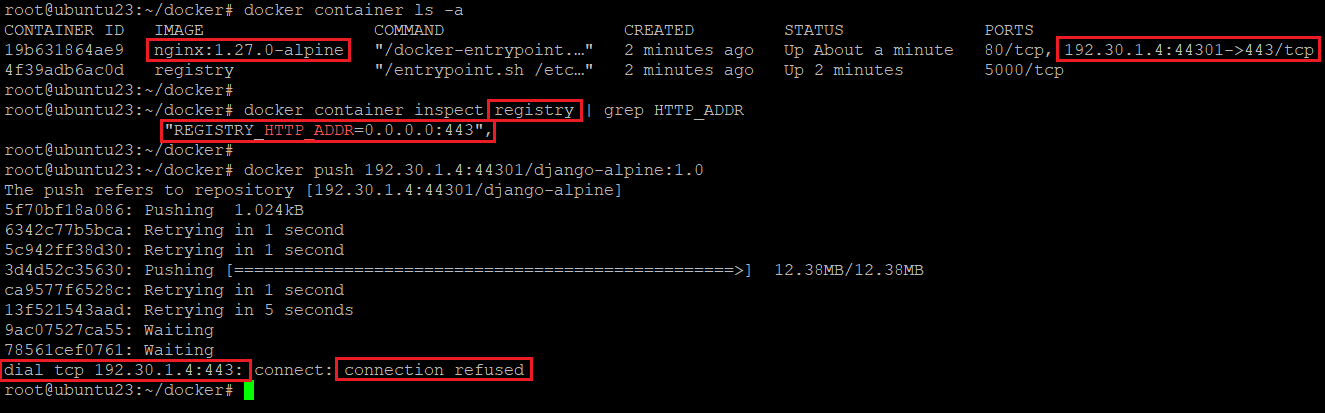 root@ubuntu23:~/docker# docker container ls -a
CONTAINER ID   IMAGE                 COMMAND                  CREATED         STATUS              PORTS
19b631864ae9   nginx:1.27.0-alpine   "/docker-entrypoint.…"   2 minutes ago   Up About a minute   80/tcp, 192.30.1.4:44301->443/tcp
4f39adb6ac0d   registry              "/entrypoint.sh /etc…"   2 minutes ago   Up 2 minutes        5000/tcp
root@ubuntu23:~/docker#
root@ubuntu23:~/docker# docker container inspect registry | grep HTTP_ADDR
                "REGISTRY_HTTP_ADDR=0.0.0.0:443",
root@ubuntu23:~/docker#
root@ubuntu23:~/docker# docker push 192.30.1.4:44301/django-alpine:1.0
The push refers to repository [192.30.1.4:44301/django-alpine]
5f70bf18a086: Pushing  1.024kB
6342c77b5bca: Retrying in 1 second
5c942ff38d30: Retrying in 1 second
3d4d52c35630: Pushing [==================================================>]  12.38MB/12.38MB
ca9577f6528c: Retrying in 1 second
13f521543aad: Retrying in 5 seconds
9ac07527ca55: Waiting
78561cef0761: Waiting
dial tcp 192.30.1.4:443: connect: connection refused
root@ubuntu23:~/docker#